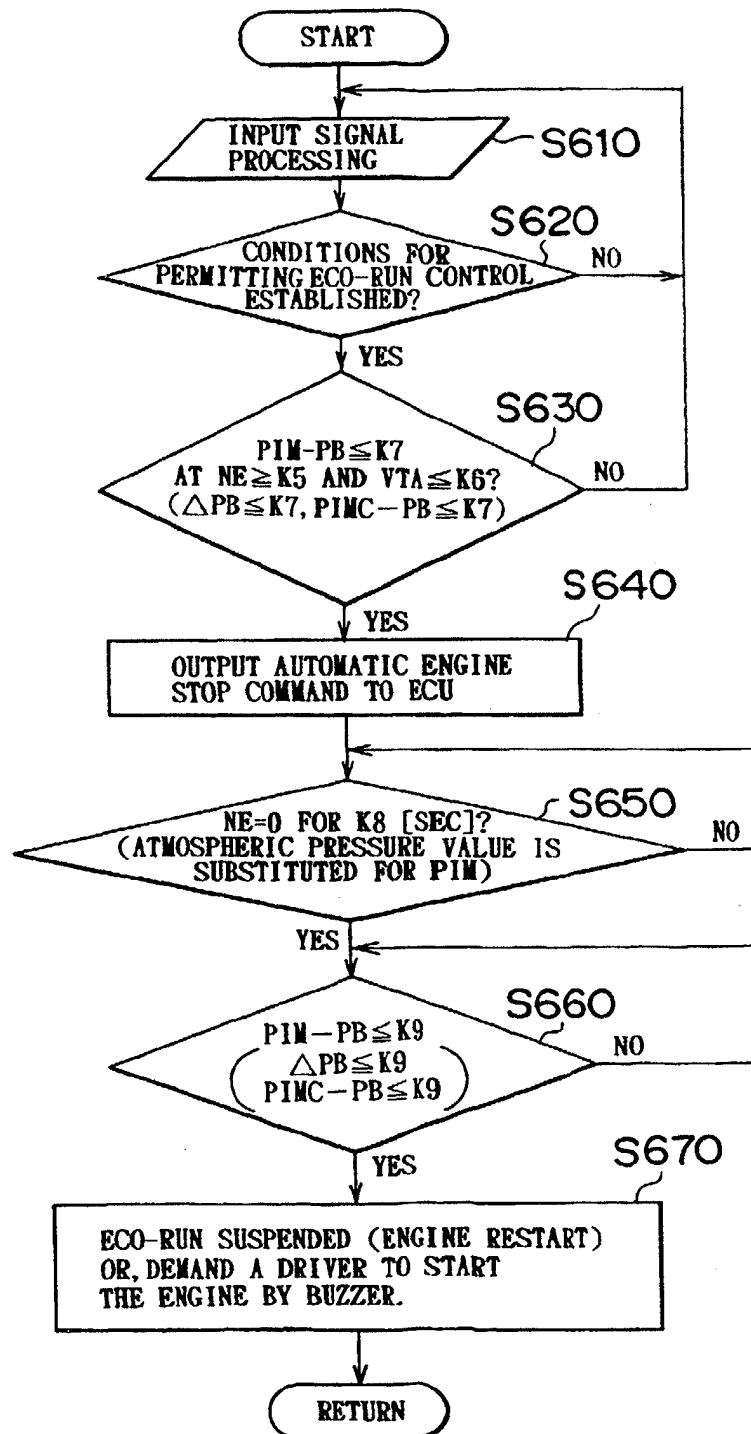 START
INPUT SIGNAL
PROCESSING
S610
S620
CONDITIONS FOR
PERMITTING ECO-RUN CONTROL
ESTABLISHED?
NO
YES
S630
PIM-PB≦K7
AT NE≧K5 AND VTA≦K6?
(△PB≦K7, PIMC-PB≦K7)
NO
YES
S640
OUTPUT AUTOMATIC ENGINE
STOP COMMAND TO ECU
S650
NE=0 FOR K8 [SEC]?
(ATMOSPHERIC PRESSURE VALUE IS
SUBSTITUTED FOR PIM)
NO
YES
S660
PIM-PB≦K9
(△PB≦K9
PIMC-PB≦K9)
NO
YES
S670
ECO-RUN SUSPENDED (ENGINE RESTART)
OR, DEMAND A DRIVER TO START
THE ENGINE BY BUZZER.
RETURN